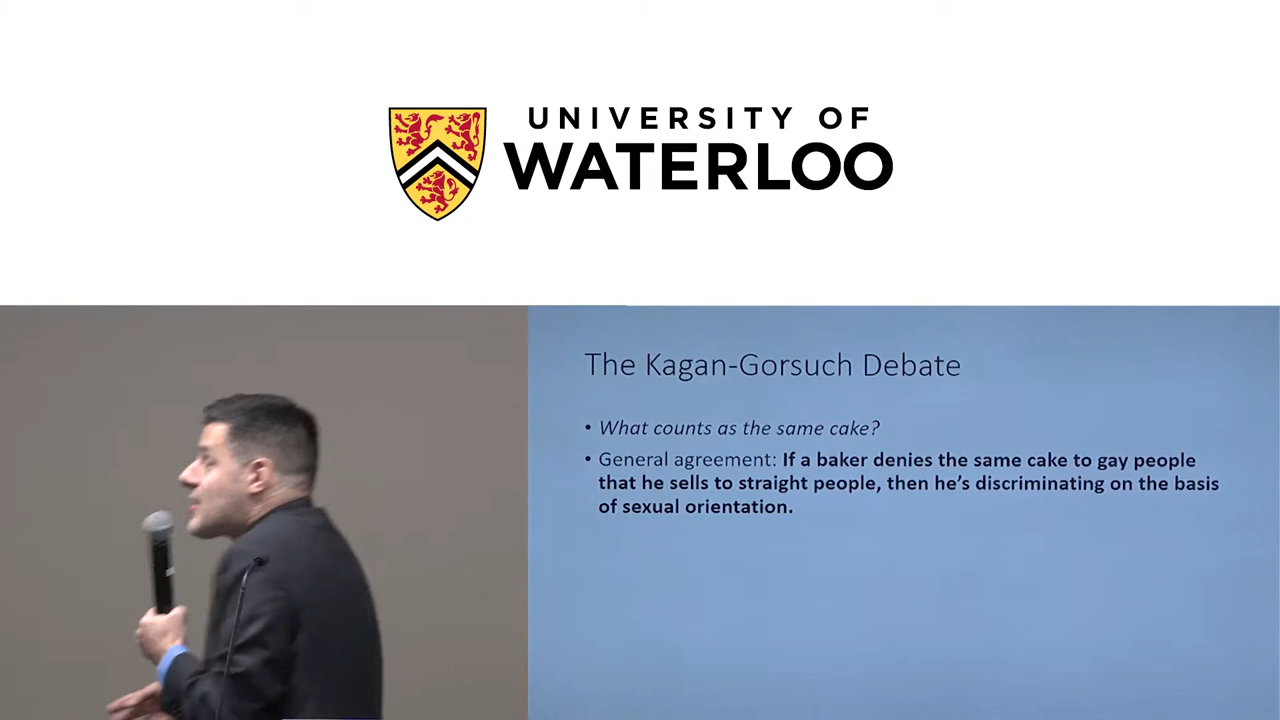 UNIVERSITY OF
WATERLOO
The Kagan-Gorsuch Debate
• What counts as the same cake?
• General agreement: If a baker denies the same cake to gay people
that he sells to straight people, then he's discriminating on the basis
of sexual orientation.